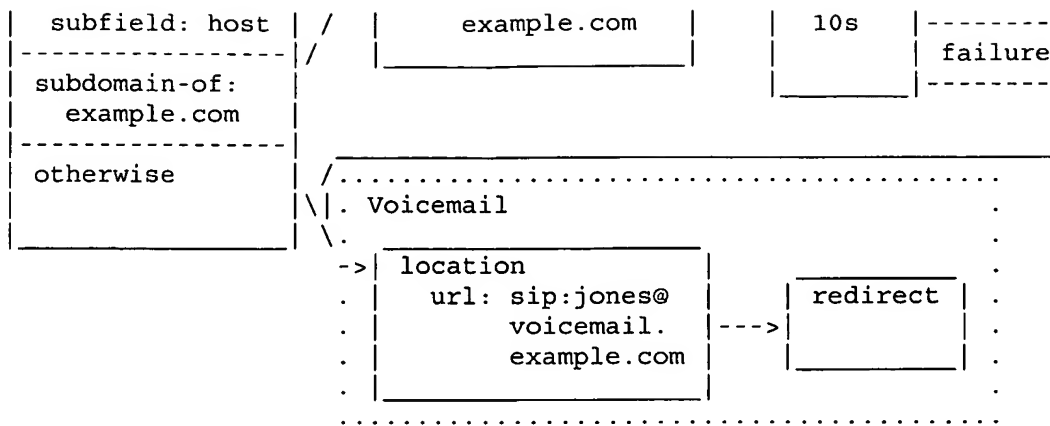 subfield: host example.com 10s
failure
subdomain-of:
example.com
otherwise
Voicemail
location
url: sip:jones@ redirect
voicemail.
example.com